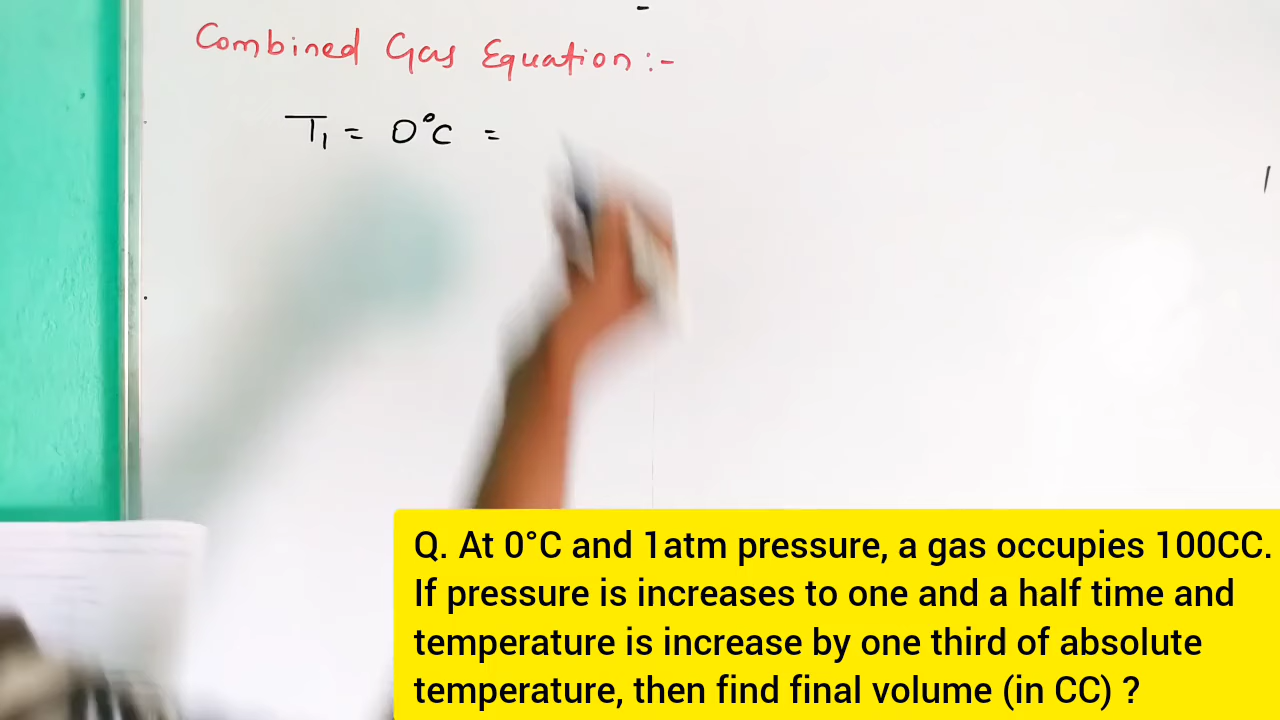 Combined Gas Equation :-
T₁ = 0°C =
Q. At 0°C and 1atm pressure, a gas occupies 100CC.
If pressure is increases to one and a half time and
temperature is increase by one third of absolute
temperature, then find final volume (in CC) ?